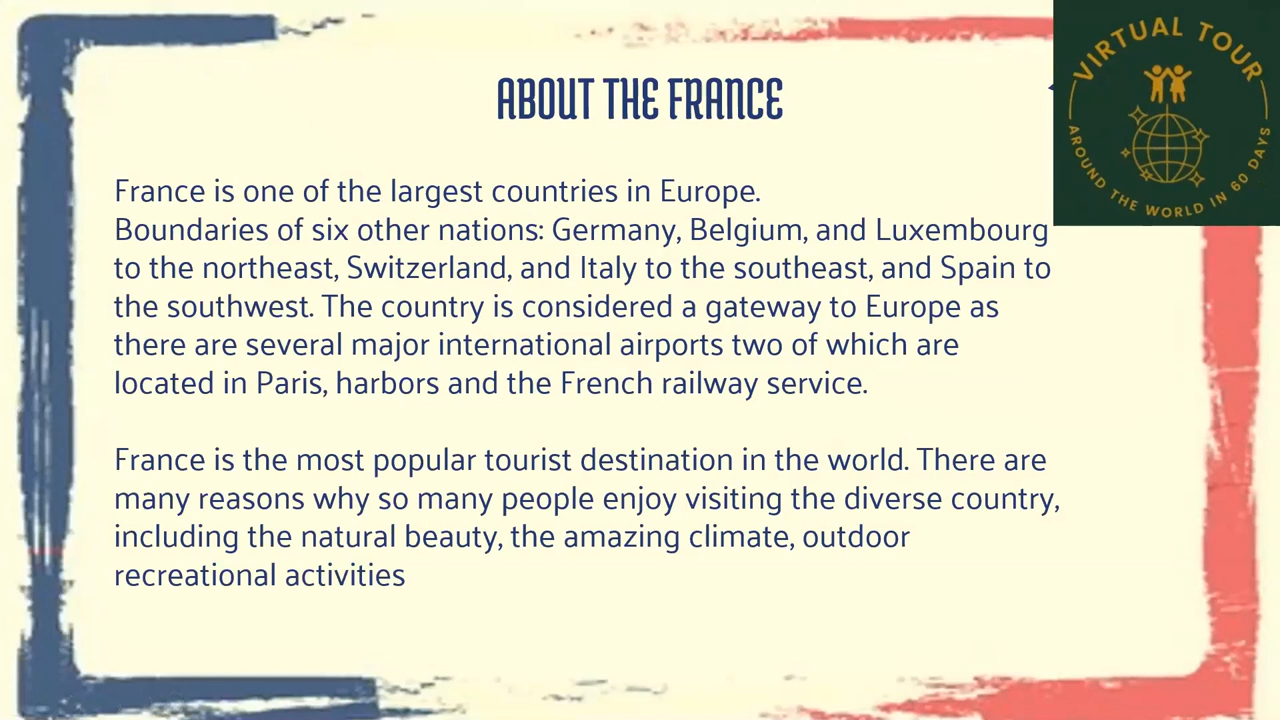 ABOUT THE FRANCE
VIRTUAL TOUR
AROUND THE WORLD IN 60 DAYS
France is one of the largest countries in Europe.
Boundaries of six other nations: Germany, Belgium, and Luxembourg
to the northeast, Switzerland, and Italy to the southeast, and Spain to
the southwest. The country is considered a gateway to Europe as
there are several major international airports two of which are
located in Paris, harbors and the French railway service.
France is the most popular tourist destination in the world. There are
many reasons why so many people enjoy visiting the diverse country,
including the natural beauty, the amazing climate, outdoor
recreational activities